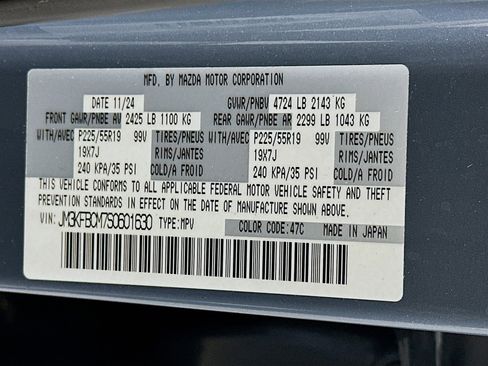 MFD. BY MAZDA MOTOR CORPORATION
DATE 11/24 GVWR/PNBV 4724 LB 2143 KG
FRONT GAWR/PNBE AV 2425 LB 1100 KG REAR GAWR/PNBE AR 2299 LB 1043 KG
WITH/AVEC P225/55R19 99V TIRES/PNEUS WITH/AVEC P225/55R19 99V TIRES/PNEUS
19X7J RIMS/JANTES 19X7J RIMS/JANTES
240 KPA/35 PSI COLD/A FROID 240 KPA/35 PSI COLD/A FROID
THIS VEHICLE CONFORMS TO ALL APPLICABLE FEDERAL MOTOR VEHICLE SAFETY AND THEFT
PREVENTION STANDARDS IN EFFECT ON THE DATE OF MANUFACTURE SHOWN ABOVE.
VIN: JM3KFBCM7S0601630 TYPE:MPV COLOR CODE:47C MADE IN JAPAN